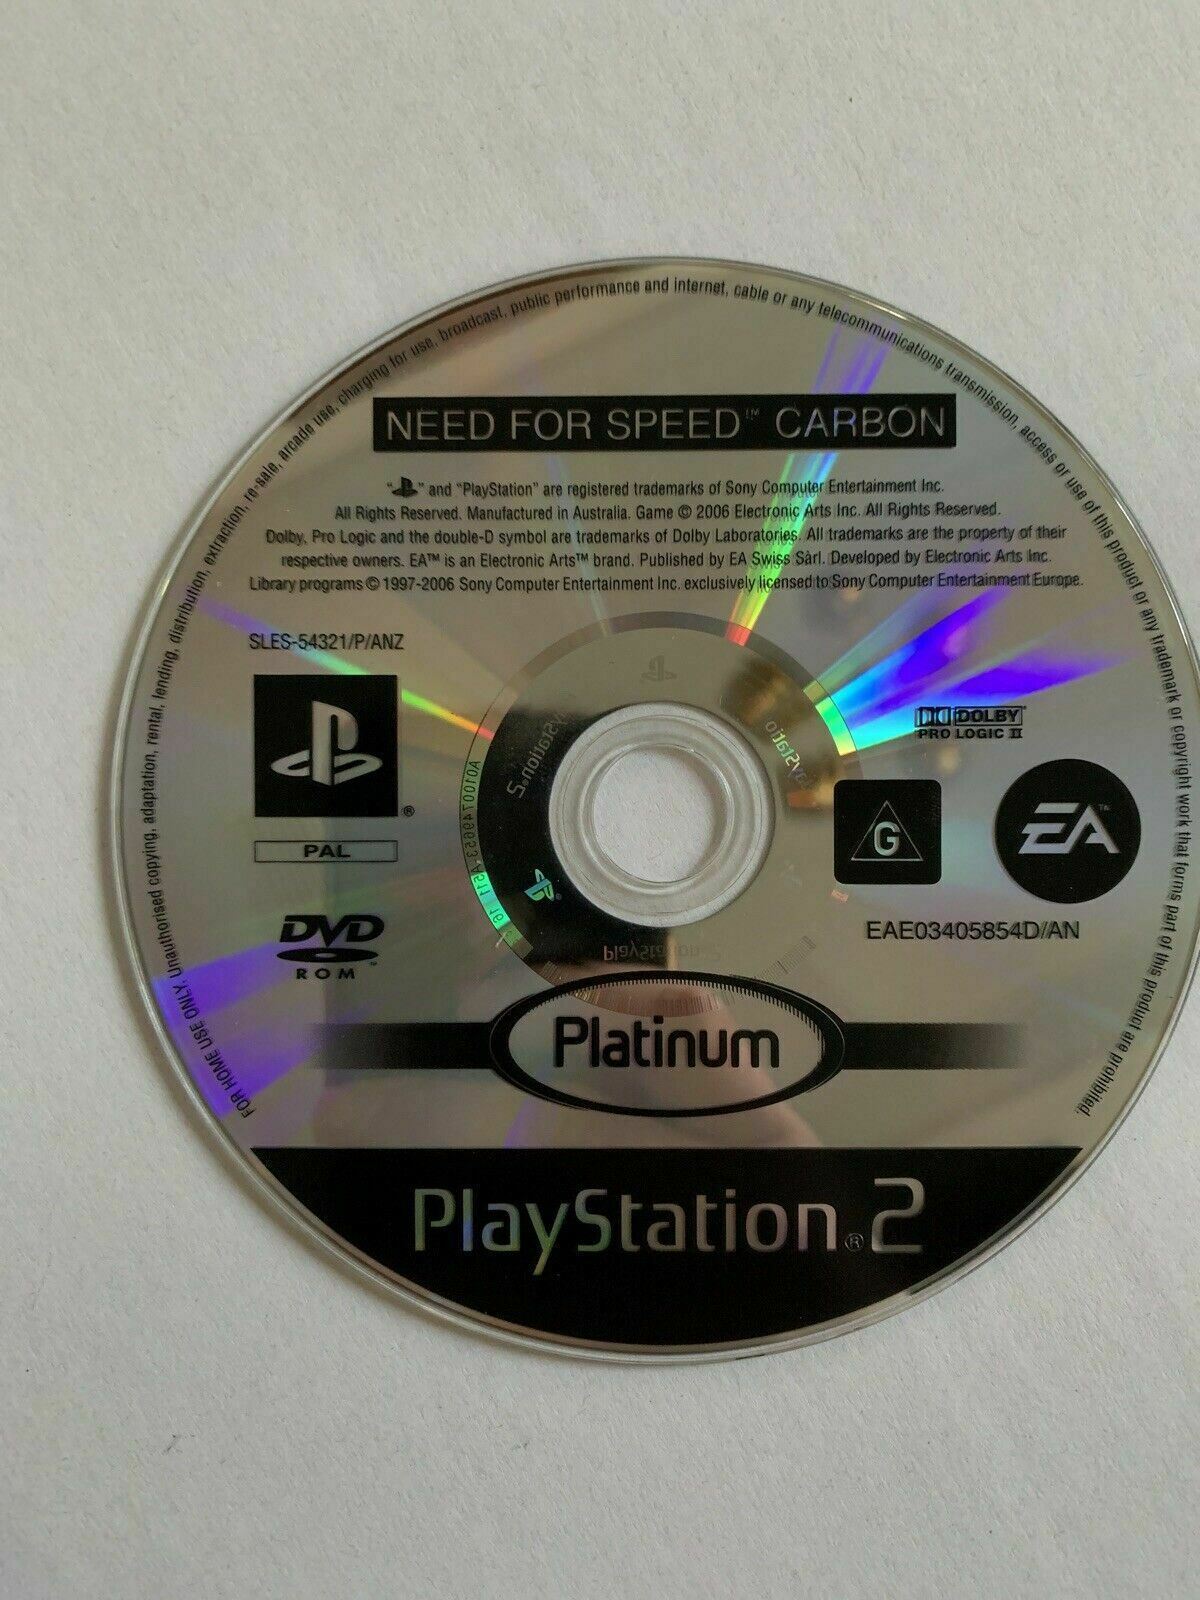 FOR HOME USE ONLY. Unauthorised copying, adaptation, rental, lending, distribution, extraction, re-sale, arcade use, charging for use, broadcast, public performance and internet, cable or any telecommunications transmission, access or use of this product or any trademark or copyright work that forms part of this product are prohibited.
NEED FOR SPEED™ CARBON
" " and "PlayStation" are registered trademarks of Sony Computer Entertainment Inc.
All Rights Reserved. Manufactured in Australia. Game © 2006 Electronic Arts Inc. All Rights Reserved.
Dolby, Pro Logic and the double-D symbol are trademarks of Dolby Laboratories. All trademarks are the property of their
respective owners. EA™ is an Electronic Arts™ brand. Published by EA Swiss Sàrl. Developed by Electronic Arts Inc.
Library programs © 1997-2006 Sony Computer Entertainment Inc. exclusively licensed to Sony Computer Entertainment Europe.
SLES-54321/P/ANZ
®
PAL
DVD
ROM
DOLBY
PRO LOGIC II
G
EA™
EAE03405854D/AN
PlayStation.2
Platinum
PlayStation®2